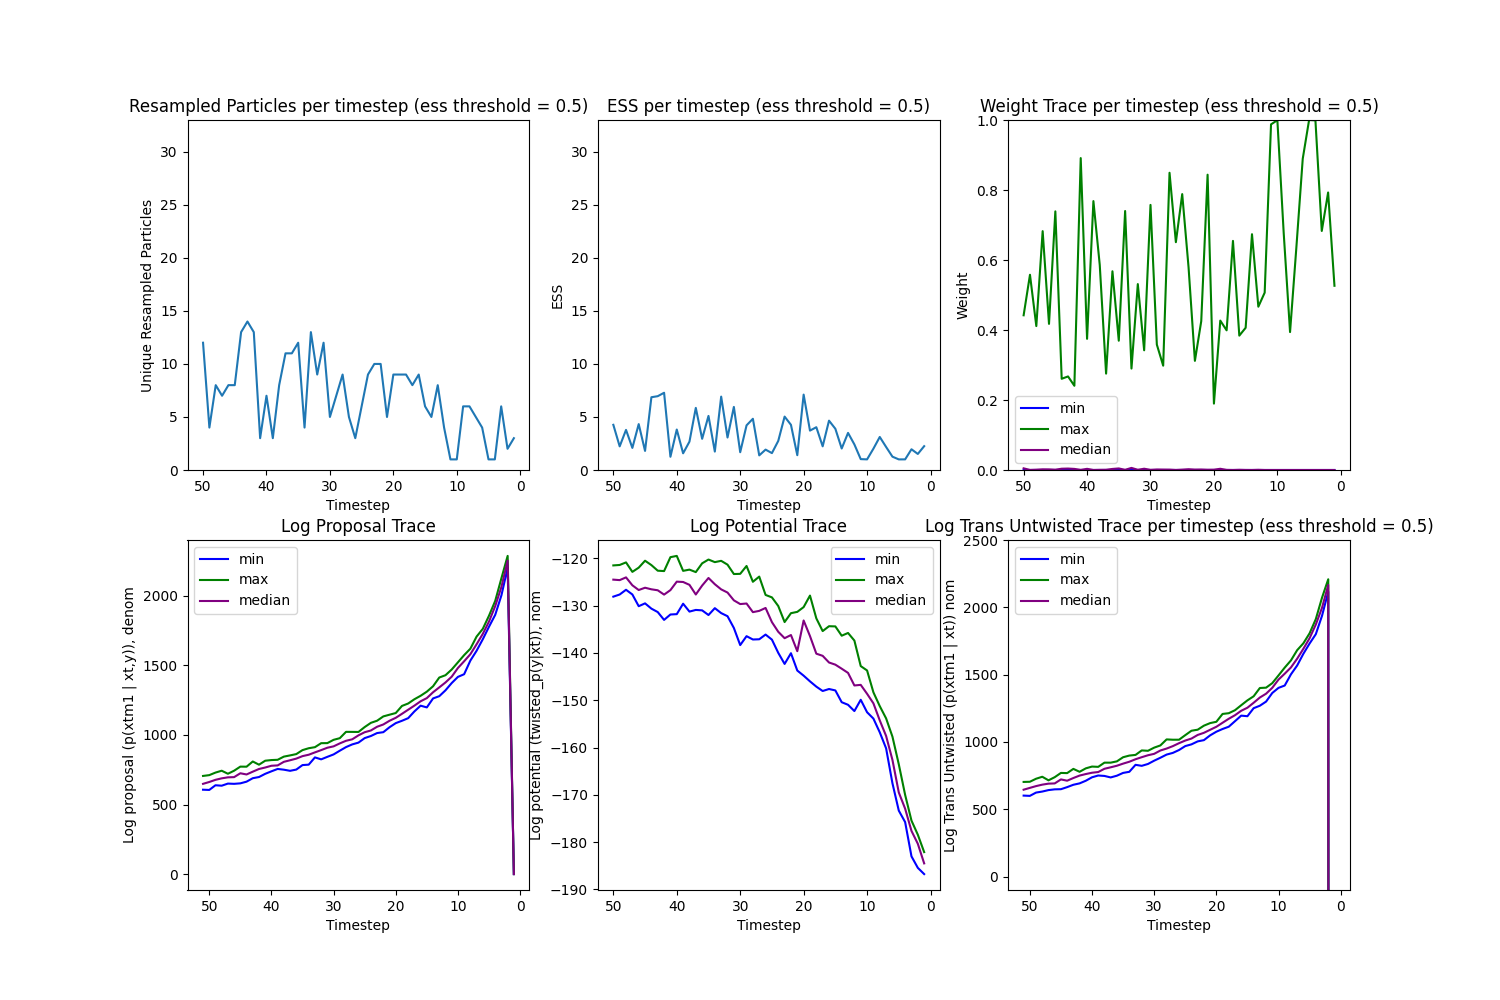 Resampled Particles per timestep (ess threshold = 0.5)
Unique Resampled Particles
30
25
20
15
10
5
0
50 40 30 20 10 0
Timestep
ESS per timestep (ess threshold = 0.5)
ESS
30
25
20
15
10
5
0
50 40 30 20 10 0
Timestep
Weight Trace per timestep (ess threshold = 0.5)
Weight
1.0
0.8
0.6
0.4
0.2
0.0
min
max
median
50 40 30 20 10 0
Timestep
Log Proposal Trace
Log proposal (p(xtm1 | xt,y)), denom
2000
1500
1000
500
0
min
max
median
50 40 30 20 10 0
Timestep
Log Potential Trace
Log potential (twisted_p(y|xt)), nom
−120
−130
−140
−150
−160
−170
−180
−190
min
max
median
50 40 30 20 10 0
Timestep
Log Trans Untwisted Trace per timestep (ess threshold = 0.5)
Log Trans Untwisted (p(xtm1 | xt)) nom
2500
2000
1500
1000
500
0
min
max
median
50 40 30 20 10 0
Timestep